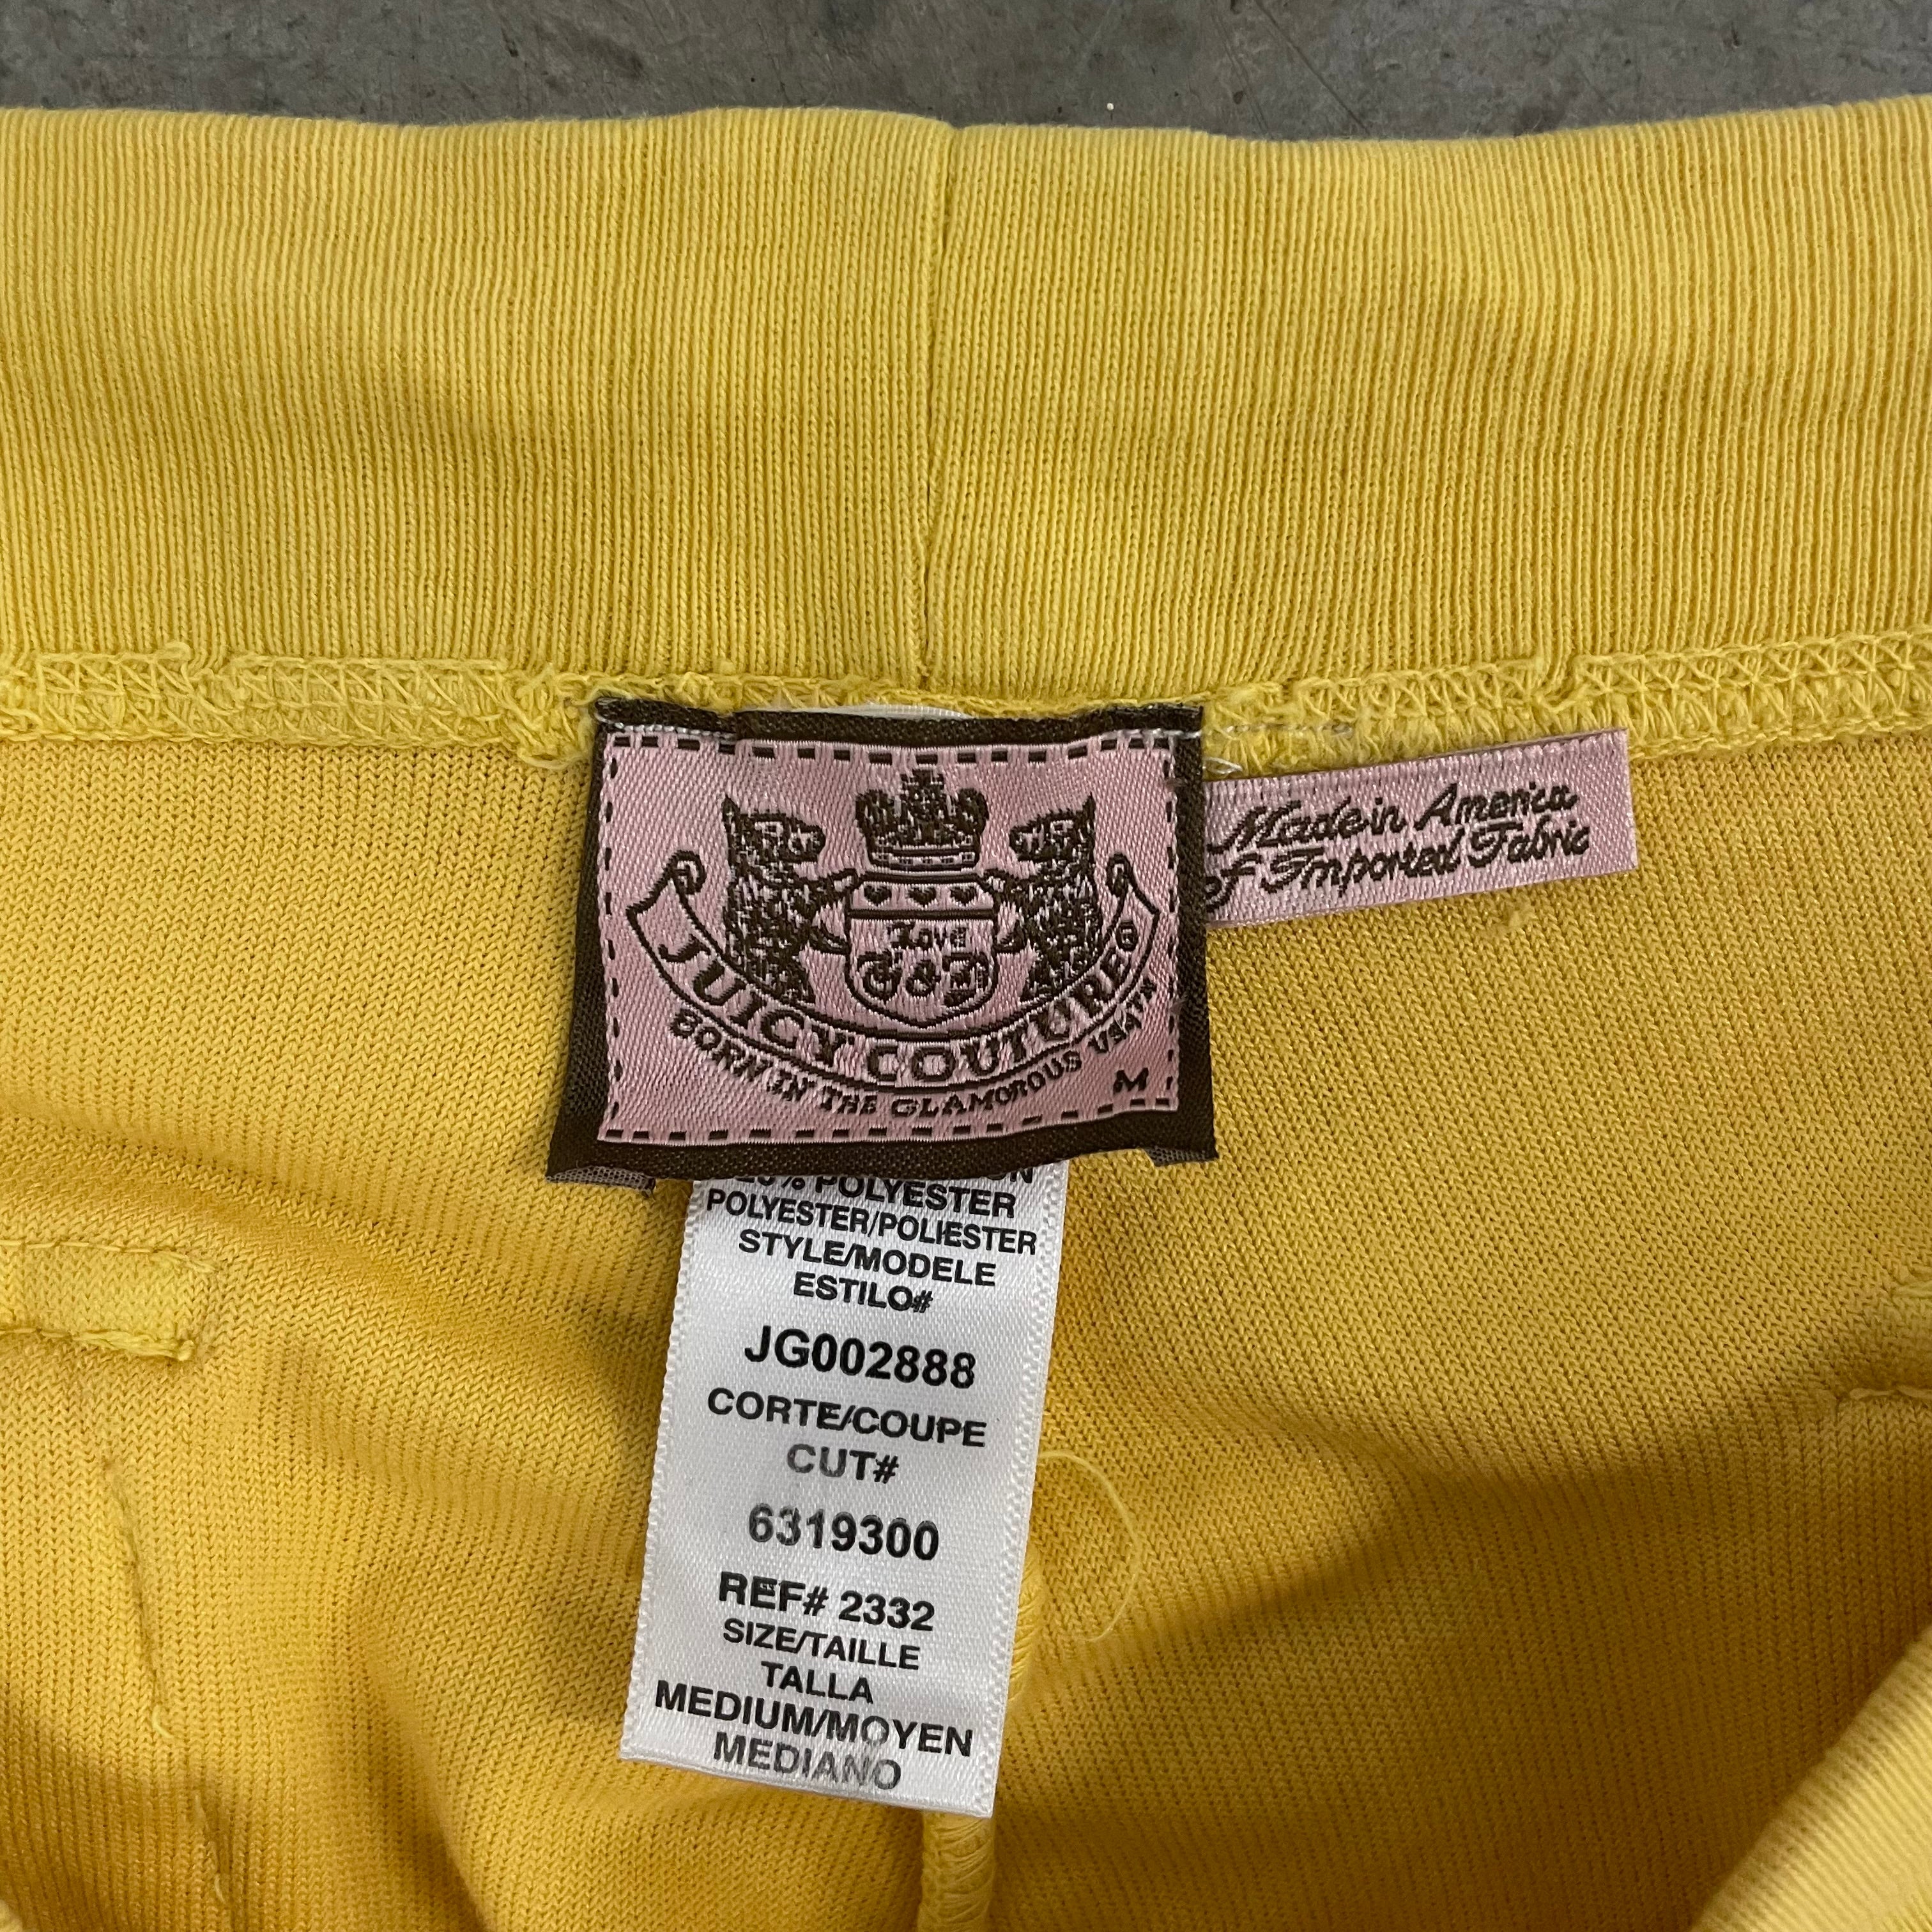 Love
G&P
JUICY COUTURE®
BORN IN THE GLAMOROUS USA
M
Made in America
of Imported Fabric
POLYESTER
POLYESTER/POLIESTER
STYLE/MODELE
ESTILO#
JG002888
CORTE/COUPE
CUT#
6319300
REF# 2332
SIZE/TAILLE
TALLA
MEDIUM/MOYEN
MEDIANO